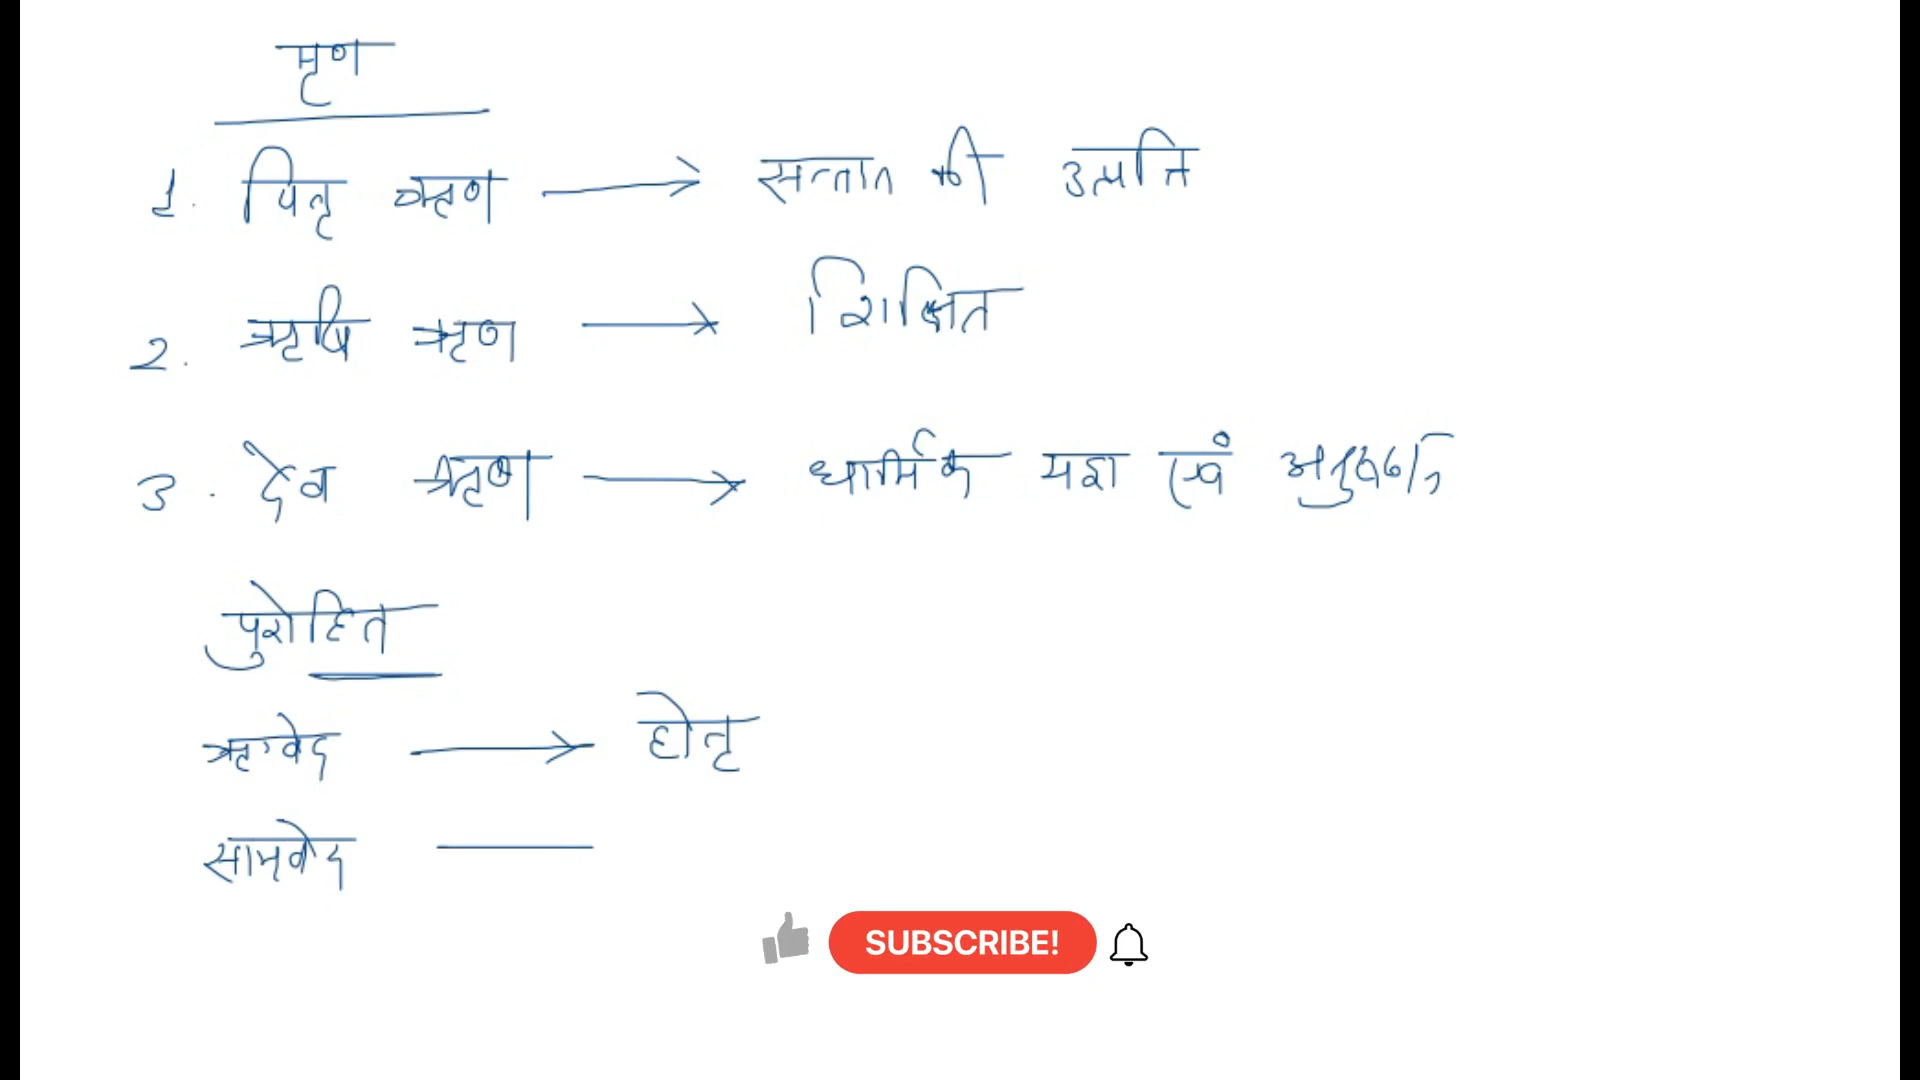 ऋण
1. पितृ ऋण → सन्तान की उत्पत्ति
2. ऋषि ऋण → शिक्षित
3. देव ऋण → धार्मिक यज्ञ एवं अनुष्ठान
पुरोहित
ऋग्वेद → होतृ
सामवेद —
SUBSCRIBE!